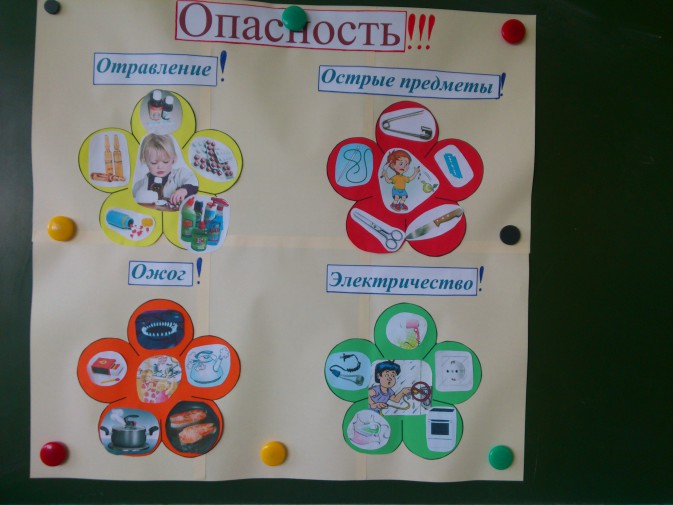 Опасность!!!
Отравление!
Острые предметы!
Ожог!
Электричество!